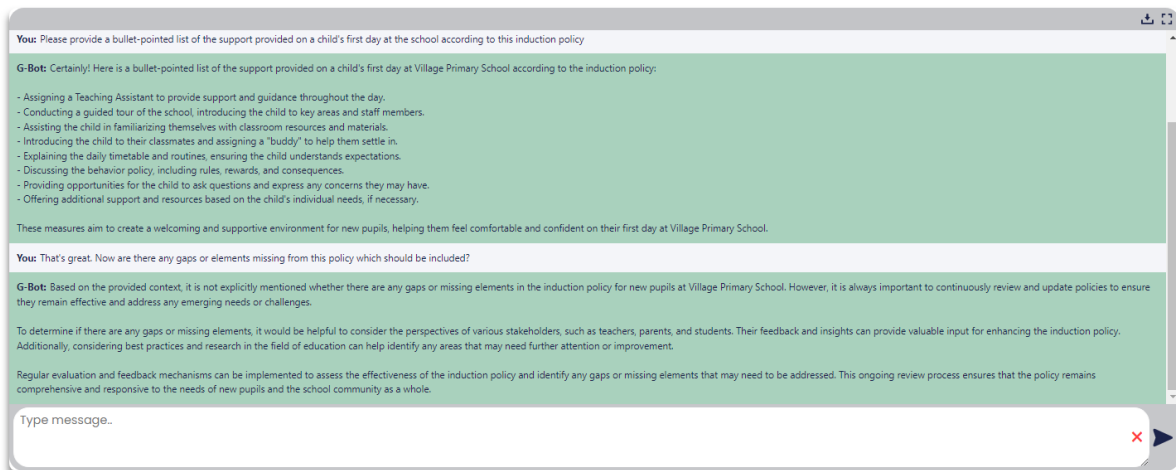 You: Please provide a bullet-pointed list of the support provided on a child's first day at the school according to this induction policy
G-Bot: Certainly! Here is a bullet-pointed list of the support provided on a child's first day at Village Primary School according to the induction policy:
- Assigning a Teaching Assistant to provide support and guidance throughout the day.
- Conducting a guided tour of the school, introducing the child to key areas and staff members.
- Assisting the child in familiarizing themselves with classroom resources and materials.
- Introducing the child to their classmates and assigning a "buddy" to help them settle in.
- Explaining the daily timetable and routines, ensuring the child understands expectations.
- Discussing the behavior policy, including rules, rewards, and consequences.
- Providing opportunities for the child to ask questions and express any concerns they may have.
- Offering additional support and resources based on the child's individual needs, if necessary.
These measures aim to create a welcoming and supportive environment for new pupils, helping them feel comfortable and confident on their first day at Village Primary School.
You: That's great. Now are there any gaps or elements missing from this policy which should be included?
G-Bot: Based on the provided context, it is not explicitly mentioned whether there are any gaps or missing elements in the induction policy for new pupils at Village Primary School. However, it is always important to continuously review and update policies to ensure
they remain effective and address any emerging needs or challenges.
To determine if there are any gaps or missing elements, it would be helpful to consider the perspectives of various stakeholders, such as teachers, parents, and students. Their feedback and insights can provide valuable input for enhancing the induction policy.
Additionally, considering best practices and research in the field of education can help identify any areas that may need further attention or improvement.
Regular evaluation and feedback mechanisms can be implemented to assess the effectiveness of the induction policy and identify any gaps or missing elements that may need to be addressed. This ongoing review process ensures that the policy remains
comprehensive and responsive to the needs of new pupils and the school community as a whole.
Type message..